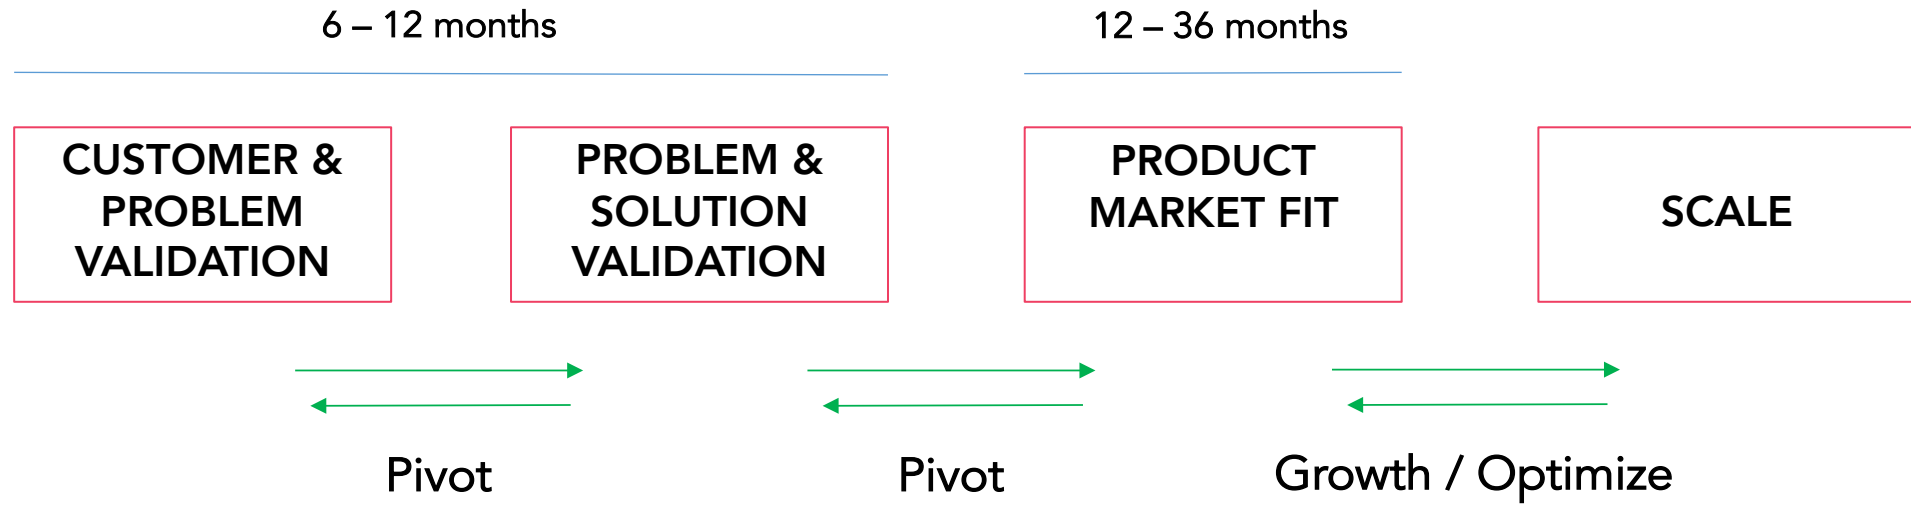 6 – 12 months
12 – 36 months
CUSTOMER &
PROBLEM
VALIDATION
PROBLEM &
SOLUTION
VALIDATION
PRODUCT
MARKET FIT
SCALE
Pivot
Pivot
Growth / Optimize